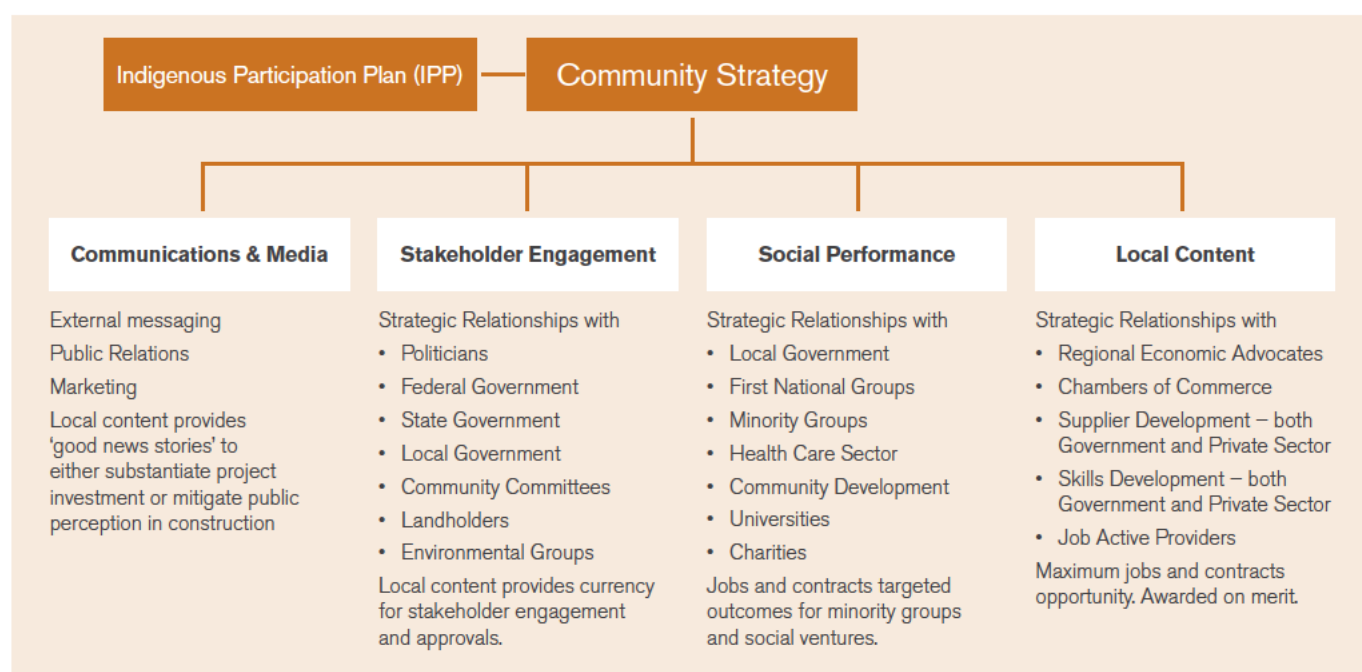 Indigenous Participation Plan (IPP)
Community Strategy
Communications & Media
External messaging
Public Relations
Marketing
Local content provides
‘good news stories’ to
either substantiate project
investment or mitigate public
perception in construction
Stakeholder Engagement
Strategic Relationships with
• Politicians
• Federal Government
• State Government
• Local Government
• Community Committees
• Landholders
• Environmental Groups
Local content provides currency
for stakeholder engagement
and approvals.
Social Performance
Strategic Relationships with
• Local Government
• First National Groups
• Minority Groups
• Health Care Sector
• Community Development
• Universities
• Charities
Jobs and contracts targeted
outcomes for minority groups
and social ventures.
Local Content
Strategic Relationships with
• Regional Economic Advocates
• Chambers of Commerce
• Supplier Development – both
Government and Private Sector
• Skills Development – both
Government and Private Sector
• Job Active Providers
Maximum jobs and contracts
opportunity. Awarded on merit.